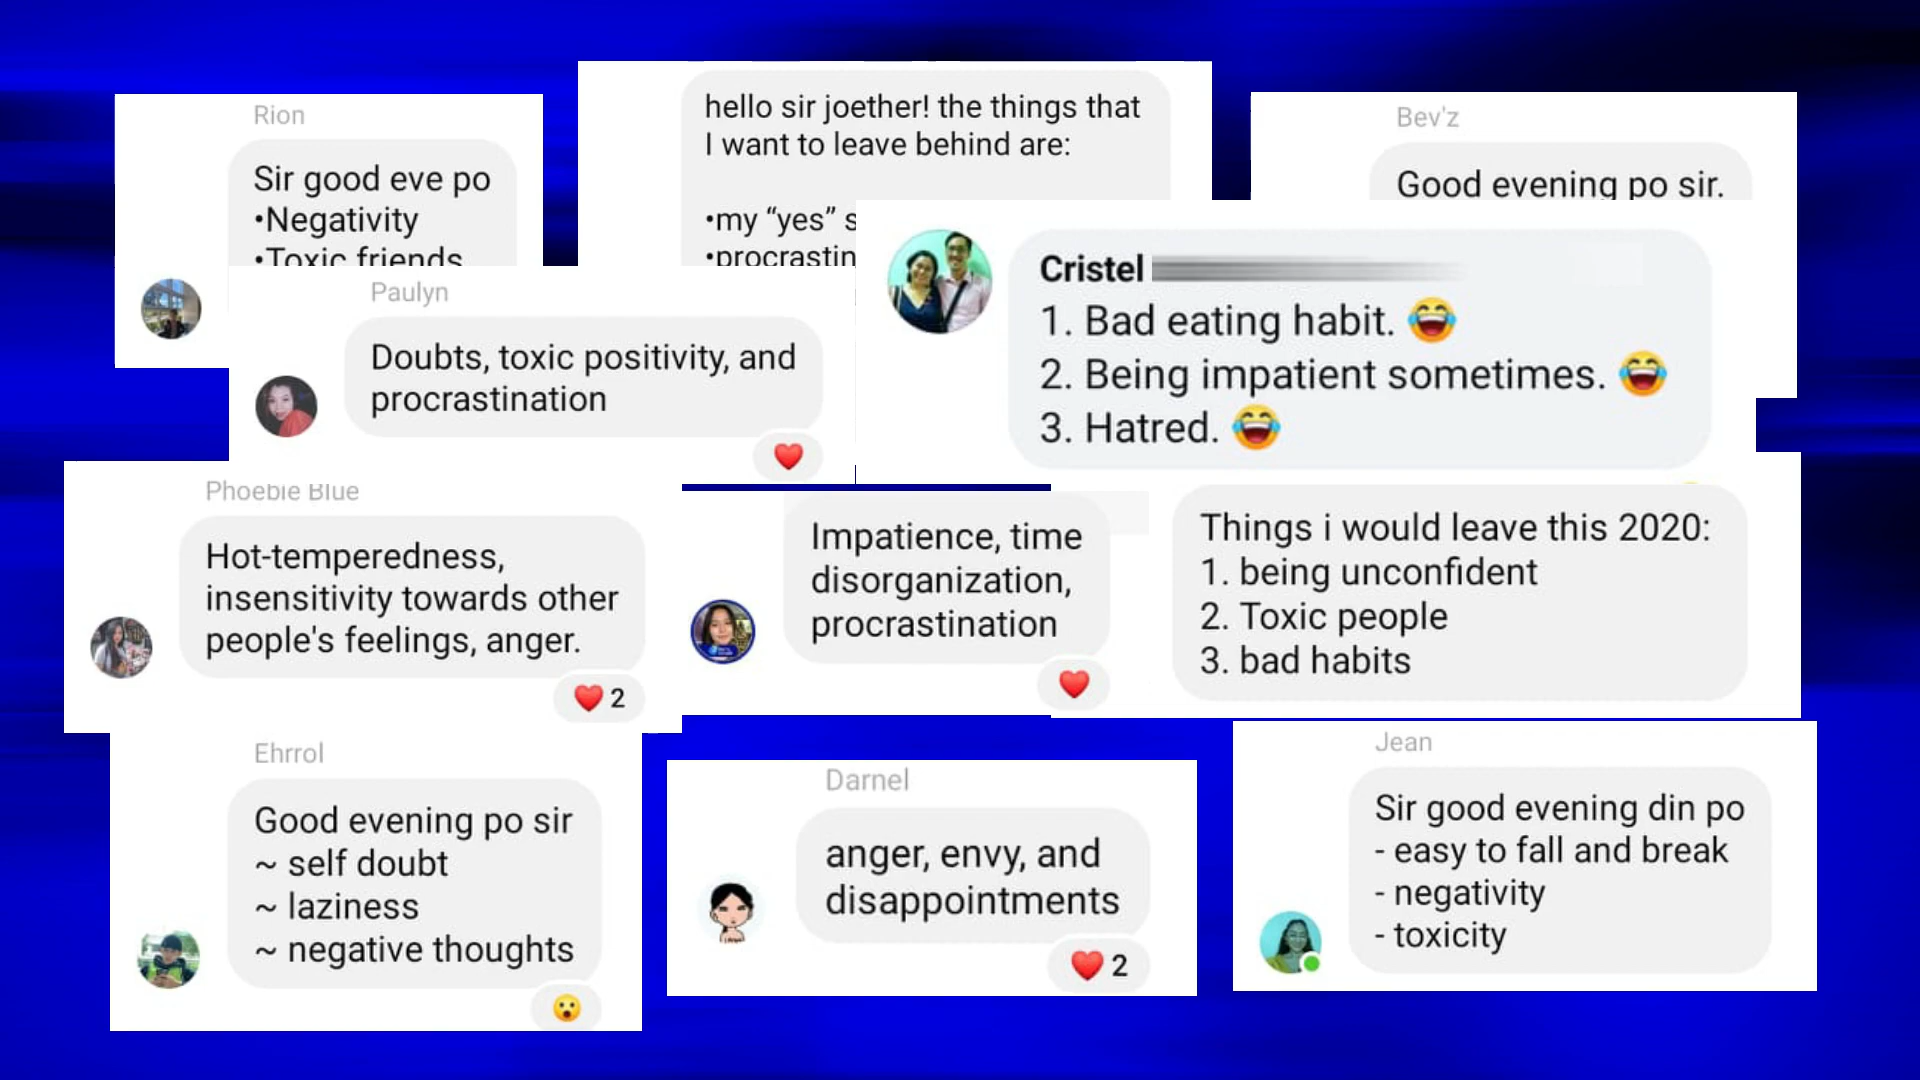 Rion
Sir good eve po
•Negativity
•Toxic friends
hello sir joether! the things that
I want to leave behind are:
•my “yes” s
•procrastin
Bev'z
Good evening po sir.
Cristel
1. Bad eating habit. 😂
2. Being impatient sometimes. 😂
3. Hatred. 😂
Paulyn
Doubts, toxic positivity, and
procrastination
Phoebie Blue
Hot-temperedness,
insensitivity towards other
people's feelings, anger.
2
Impatience, time
disorganization,
procrastination
Things i would leave this 2020:
1. being unconfident
2. Toxic people
3. bad habits
Ehrrol
Good evening po sir
~ self doubt
~ laziness
~ negative thoughts
Darnel
anger, envy, and
disappointments
2
Jean
Sir good evening din po
- easy to fall and break
- negativity
- toxicity